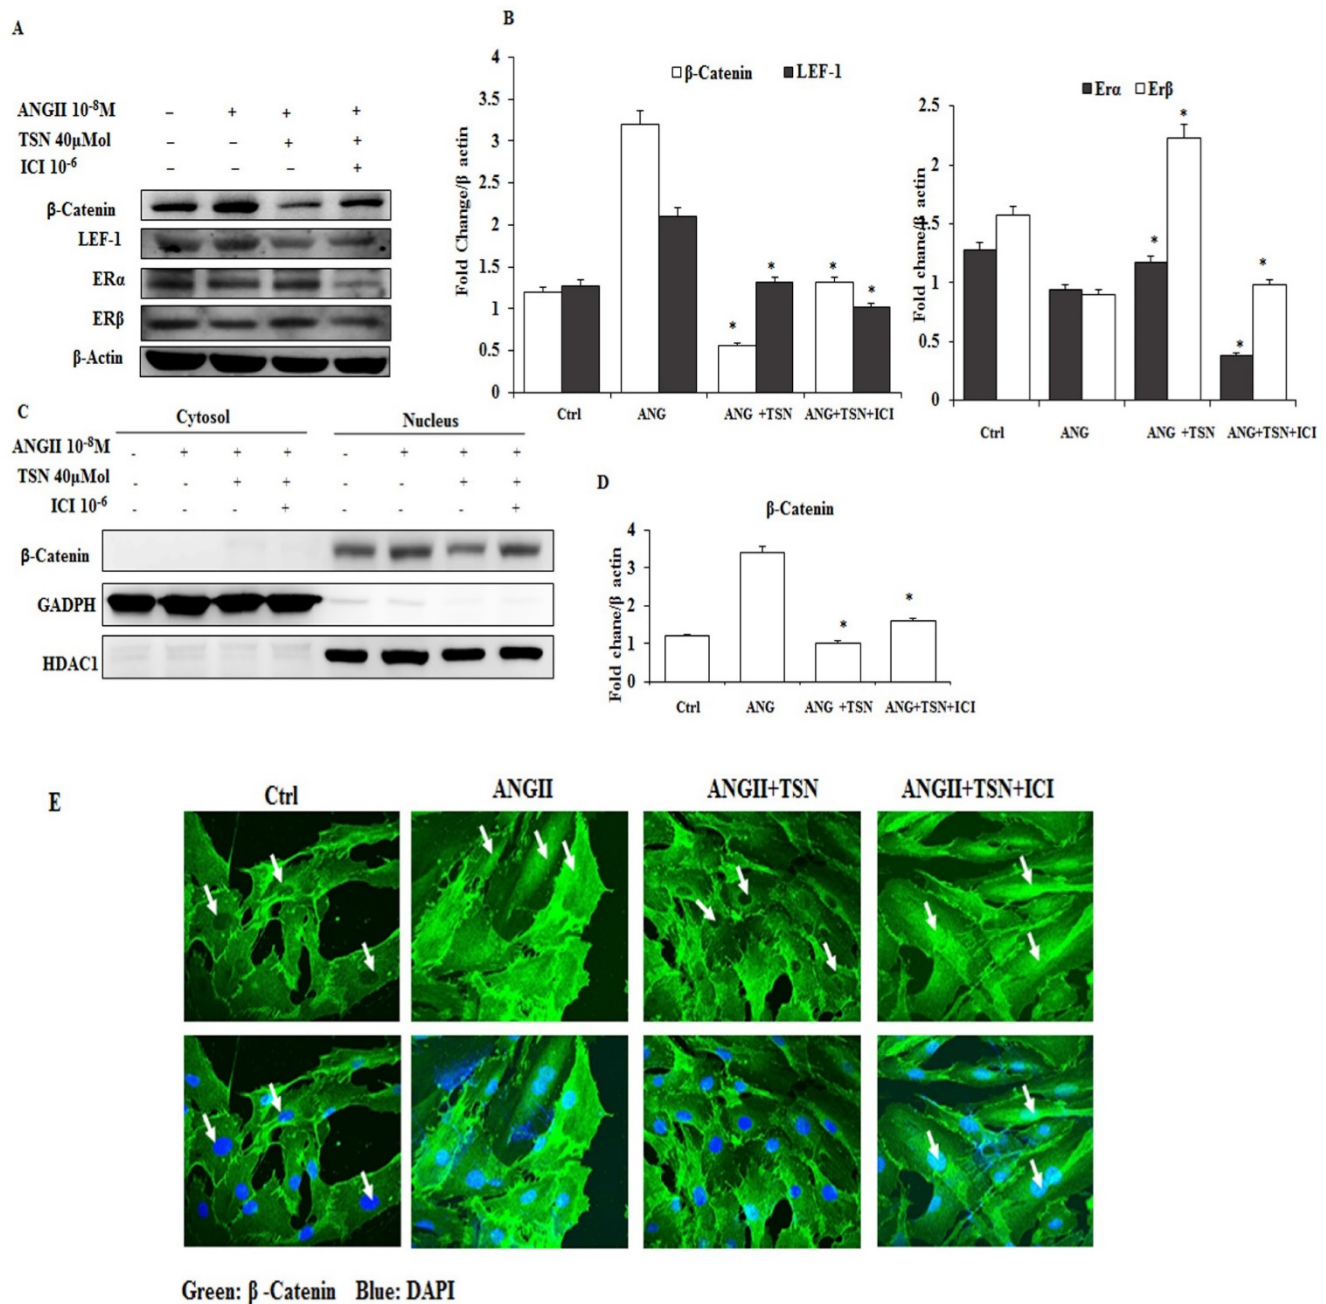 A
ANGII 10⁻⁸M – + + +
TSN 40µMol – – + +
ICI 10⁻⁶ – – – +
β-Catenin
LEF-1
ERα
ERβ
β-Actin
B
β-Catenin LEF-1
Fold Change/β actin
4
3.5
3
2.5
2
1.5
1
0.5
0
* * * *
Ctrl ANG ANG +TSN ANG+TSN+ICI
Erα Erβ
Fold chane/β actin
2.5
2
1.5
1
0.5
0
* * * *
Ctrl ANG ANG +TSN ANG+TSN+ICI
C
Cytosol Nucleus
ANGII 10⁻⁸M - + + + - + + +
TSN 40µMol - - + + - - + +
ICI 10⁻⁶ - - - + - - - +
β-Catenin
GADPH
HDAC1
D
β-Catenin
Fold chane/β actin
4
3
2
1
0
* *
Ctrl ANG ANG +TSN ANG+TSN+ICI
E
Ctrl ANGII ANGII+TSN ANGII+TSN+ICI
Green: β -Catenin Blue: DAPI